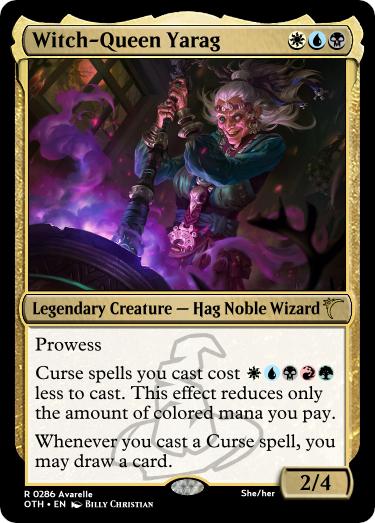 Witch-Queen Yarag
Legendary Creature — Hag Noble Wizard
Prowess
Curse spells you cast cost
less to cast. This effect reduces only
the amount of colored mana you pay.
Whenever you cast a Curse spell, you
may draw a card.
2/4
R 0286 Avarelle
She/her
OTH • EN Billy Christian